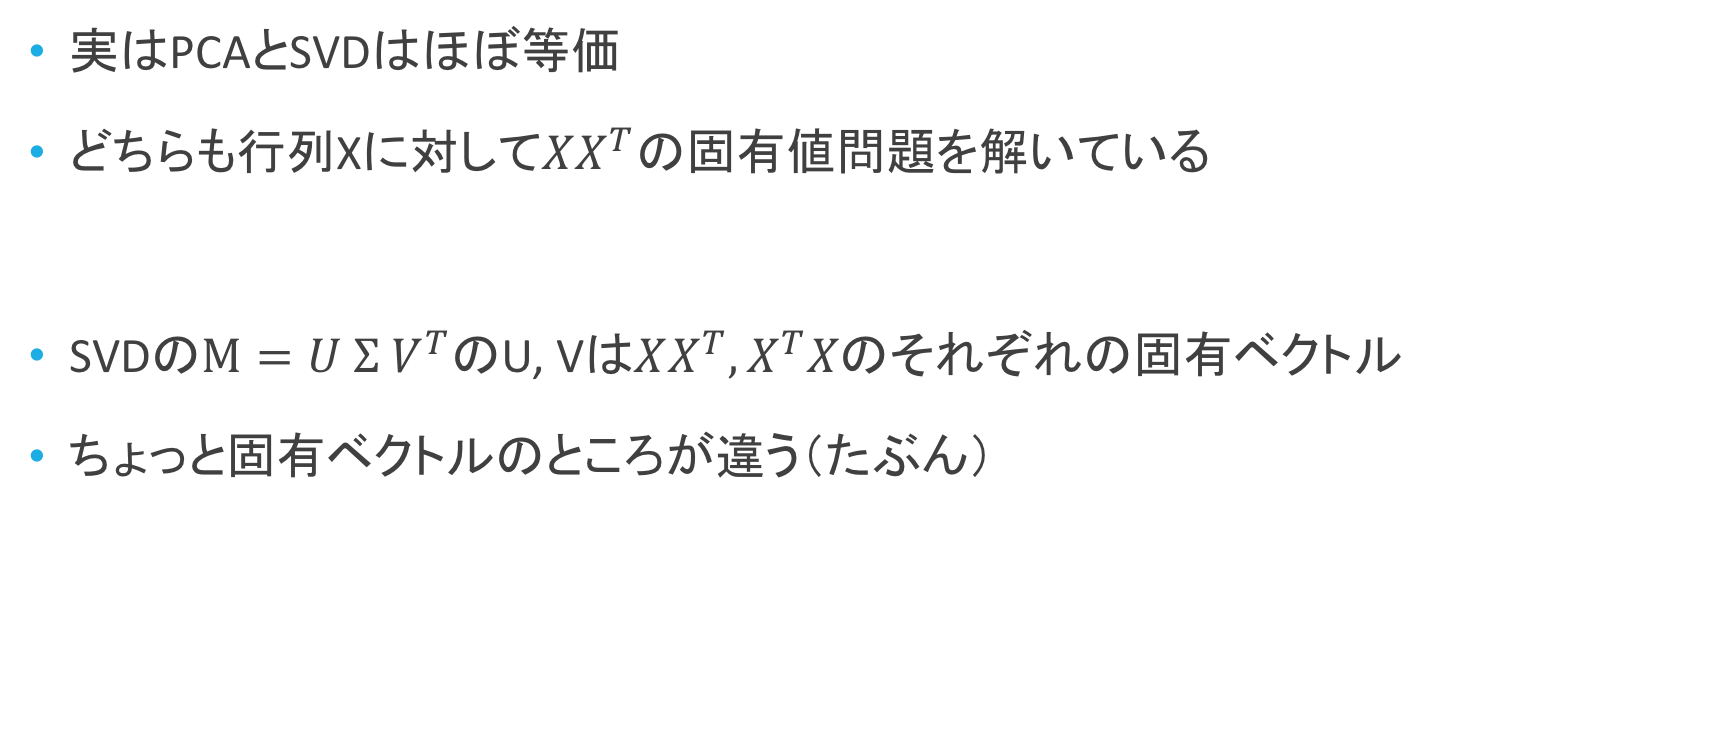 • 実はPCAとSVDはほぼ等価
• どちらも行列Xに対して𝑋𝑋ᵀの固有値問題を解いている
• SVDのM = 𝑈 Σ 𝑉ᵀのU, Vは𝑋𝑋ᵀ, 𝑋ᵀ𝑋のそれぞれの固有ベクトル
• ちょっと固有ベクトルのところが違う（たぶん）